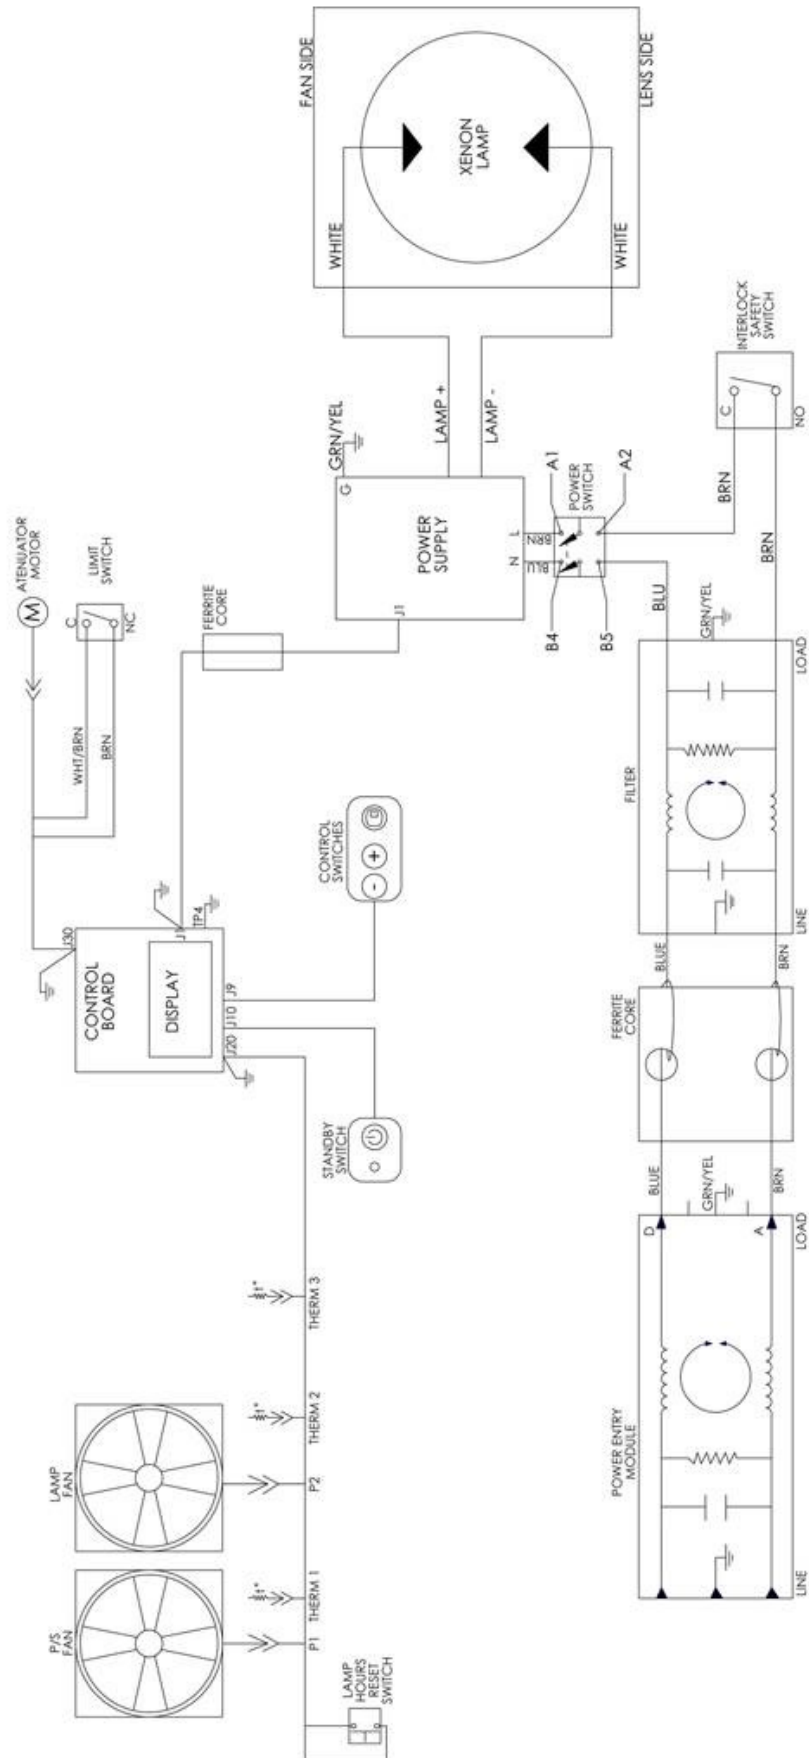 P/S
FAN
LAMP
FAN
CONTROL
BOARD
DISPLAY
J30
J1
TP4
J9
J10
J20
ATENUATOR
MOTOR
M
LIMIT
SWITCH
C
NC
WHT/BRN
BRN
FERRITE
CORE
FAN SIDE
LENS SIDE
XENON
LAMP
WHITE
WHITE
LAMP +
LAMP -
GRN/YEL
G
POWER
SUPPLY
J1
N
L
BLU
BRN
A1
POWER
SWITCH
A2
B4
B5
BLU
BRN
BRN
INTERLOCK
SAFETY
SWITCH
C
NO
CONTROL
SWITCHES
-
+
STANDBY
SWITCH
P1
THERM 1
t°
P2
THERM 2
t°
THERM 3
t°
LAMP
HOURS
RESET
SWITCH
POWER ENTRY
MODULE
LINE
LOAD
D
A
BLUE
GRN/YEL
BRN
FERRITE
CORE
BLUE
BRN
FILTER
LINE
LOAD
GRN/YEL